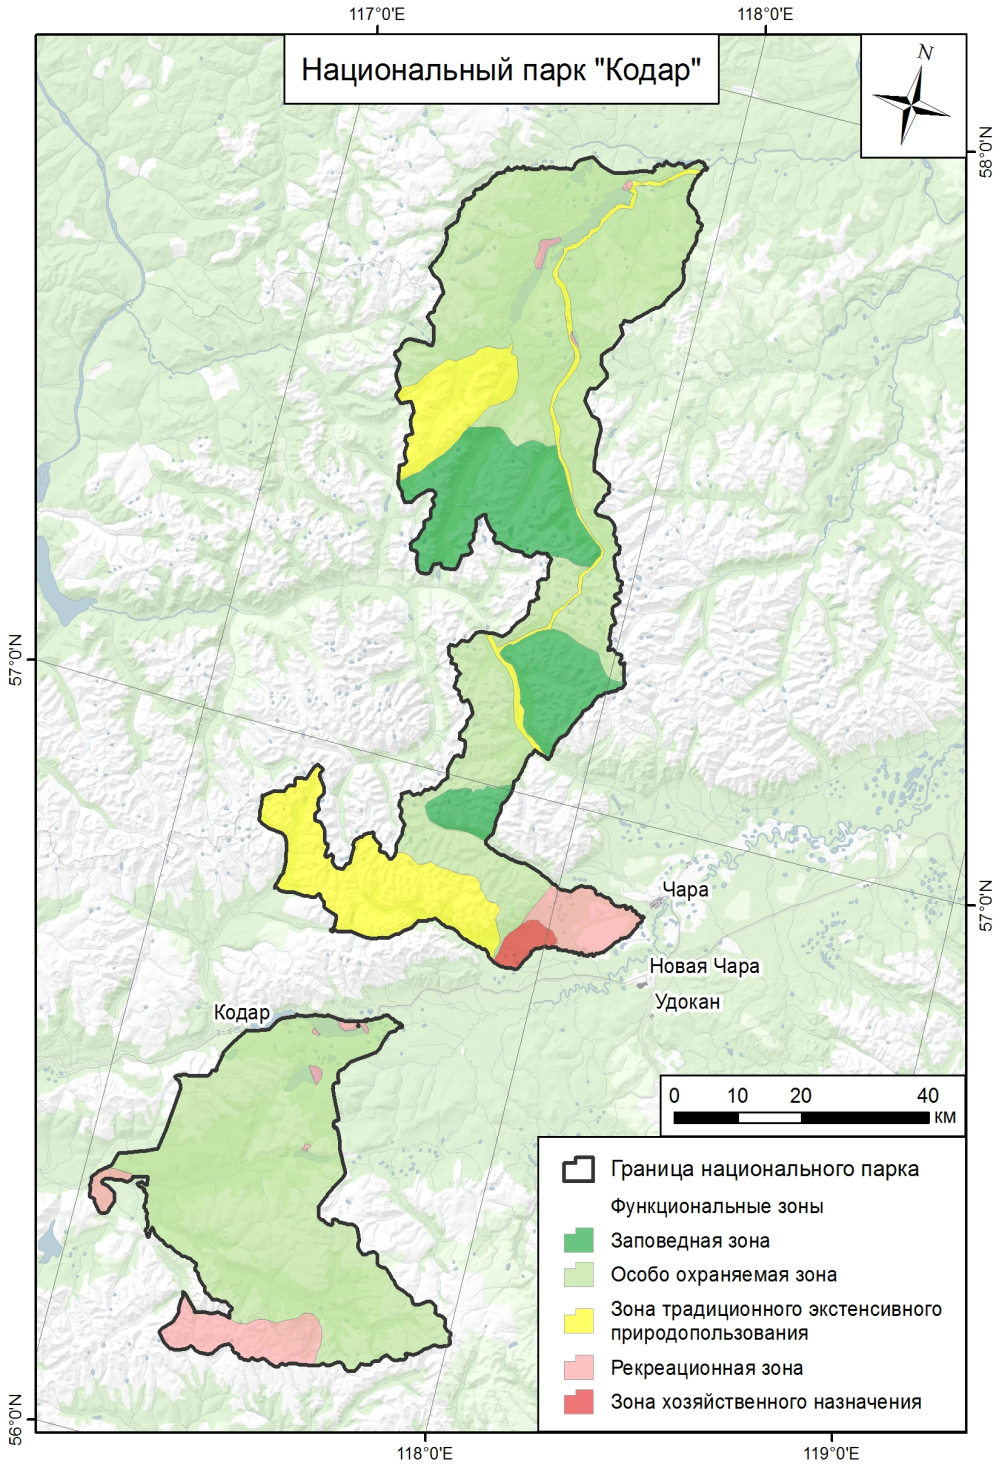 117°0'E
118°0'E
Национальный парк "Кодар"
N
58°0'N
57°0'N
57°0'N
Чара
Новая Чара
Удокан
Кодар
0 10 20 40
км
Граница национального парка
Функциональные зоны
Заповедная зона
Особо охраняемая зона
Зона традиционного экстенсивного
природопользования
Рекреационная зона
Зона хозяйственного назначения
56°0'N
118°0'E
119°0'E